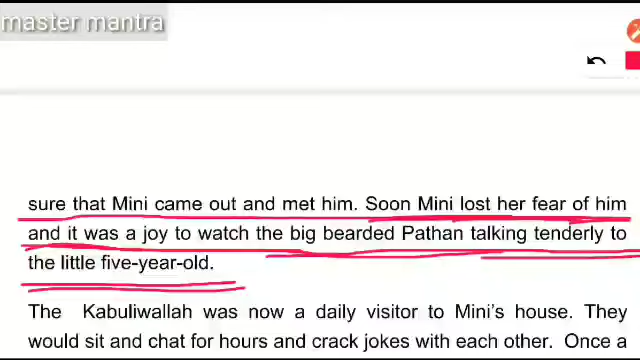 master mantra
sure that Mini came out and met him. Soon Mini lost her fear of him
and it was a joy to watch the big bearded Pathan talking tenderly to
the little five-year-old.
The Kabuliwallah was now a daily visitor to Mini's house. They
would sit and chat for hours and crack jokes with each other. Once a